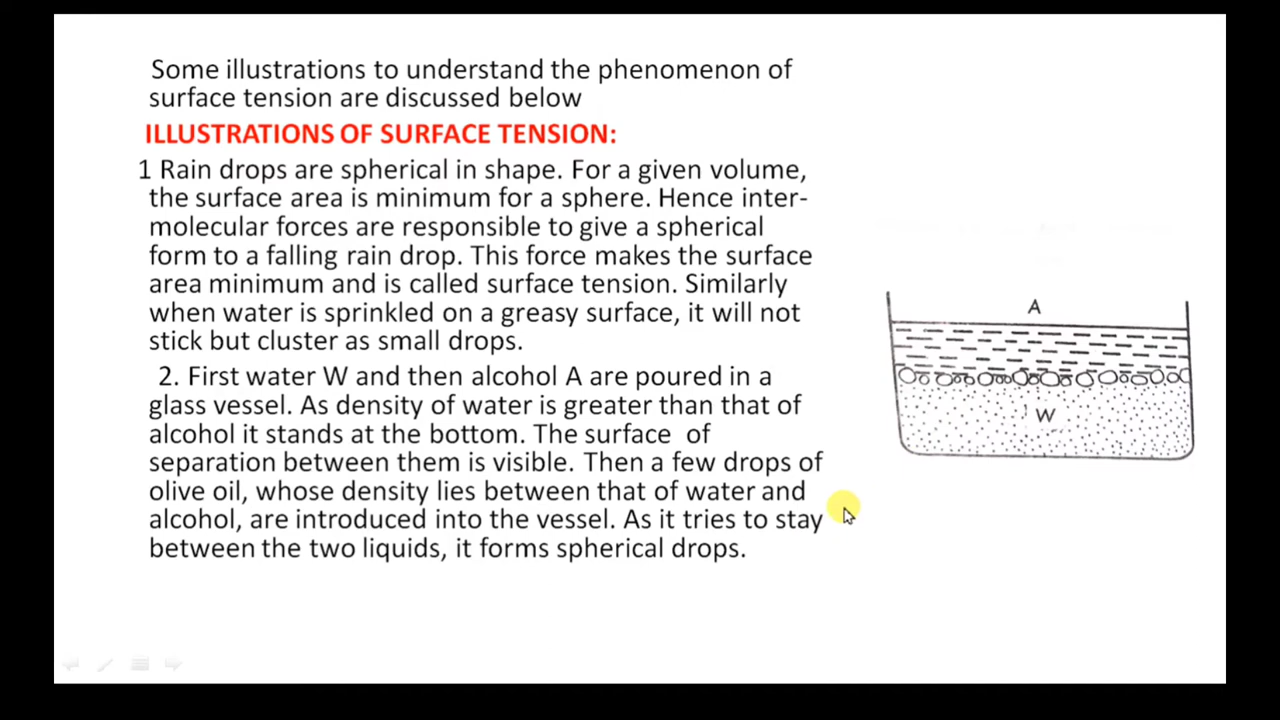 Some illustrations to understand the phenomenon of
surface tension are discussed below
ILLUSTRATIONS OF SURFACE TENSION:
1 Rain drops are spherical in shape. For a given volume,
the surface area is minimum for a sphere. Hence inter-
molecular forces are responsible to give a spherical
form to a falling rain drop. This force makes the surface
area minimum and is called surface tension. Similarly
when water is sprinkled on a greasy surface, it will not
stick but cluster as small drops.
2. First water W and then alcohol A are poured in a
glass vessel. As density of water is greater than that of
alcohol it stands at the bottom. The surface of
separation between them is visible. Then a few drops of
olive oil, whose density lies between that of water and
alcohol, are introduced into the vessel. As it tries to stay
between the two liquids, it forms spherical drops.
A
W